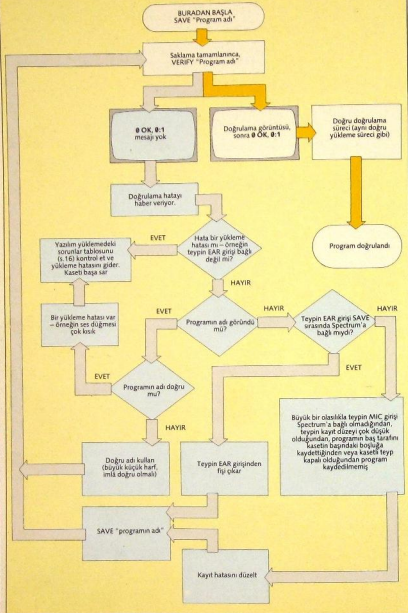 BURADAN BAŞLA
SAVE "Program adı"
Saklama tamamlanınca,
VERIFY "Program adı"
0 OK, 0:1
mesajı yok
Doğrulama görüntüsü,
sonra 0 OK, 0:1
Doğru doğrulama
süreci (aynı doğru
yükleme süreci gibi)
Doğrulama hatayı
haber veriyor.
Program doğrulandı
Hata bir yükleme
hatası mı – örneğin
teypin EAR girişi bağlı
değil mi?
EVET
Yazılım yüklemedeki
sorunlar tablosunu
(s.16) kontrol et ve
yükleme hatasını gider.
Kaseti başa sar
HAYIR
Programın adı göründü
mü?
EVET
HAYIR
Teypin EAR girişi SAVE
sırasında Spectrum'a
bağlı mıydı?
HAYIR
EVET
Bir yükleme hatası var
– örneğin ses düğmesi
çok kısık
EVET
Programın adı doğru
mu?
HAYIR
Doğru adı kullan
(büyük küçük harf,
imlâ doğru olmalı)
Teypin EAR girişinden
fişi çıkar
Büyük bir olasılıkla teypin MIC girişi
Spectrum'a bağlı olmadığından,
teypin kayıt düzeyi çok düşük
olduğundan, programın baş tarafını
kasetin başındaki boşluğa
kaydettiğinden veya kasetli teyp
kapalı olduğundan program
kaydedilmemiş
SAVE "programın adı"
Kayıt hatasını düzelt